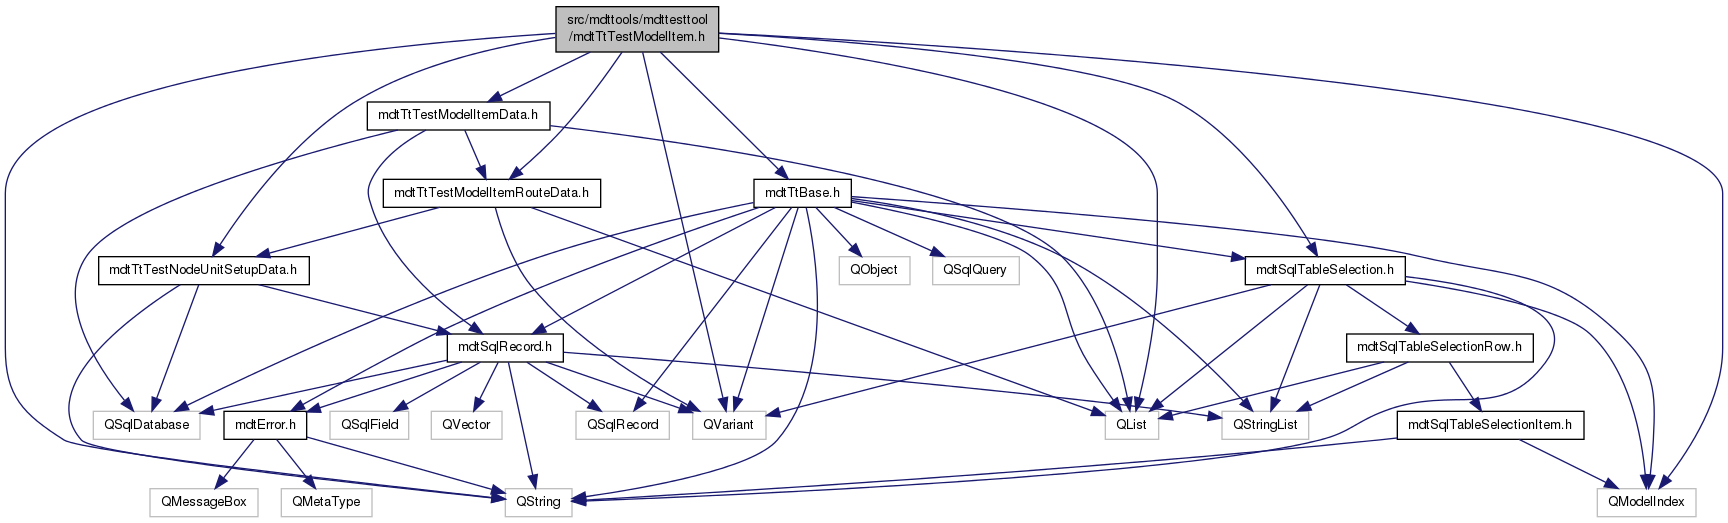 src/mdttools/mdttesttool
/mdtTtTestModelItem.h
mdtTtTestModelItemData.h
mdtTtTestModelItemRouteData.h
mdtTtBase.h
mdtTtTestNodeUnitSetupData.h
QObject
QSqlQuery
mdtSqlTableSelection.h
mdtSqlRecord.h
mdtSqlTableSelectionRow.h
QSqlDatabase
mdtError.h
QSqlField
QVector
QSqlRecord
QVariant
QList
QStringList
mdtSqlTableSelectionItem.h
QMessageBox
QMetaType
QString
QModelIndex